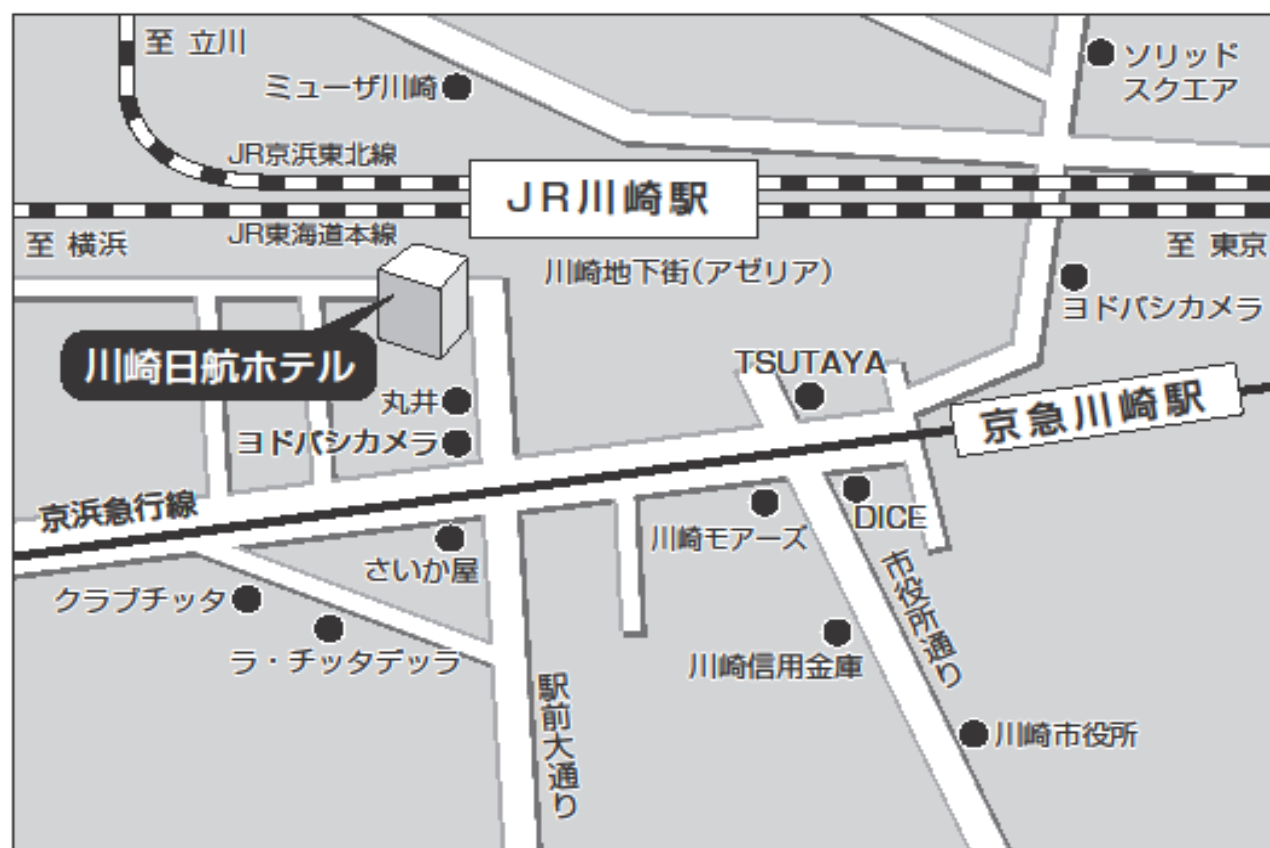 至 立川
ソリッド
スクエア
ミューザ川崎
JR京浜東北線
JR川崎駅
JR東海道本線
至 横浜
至 東京
川崎地下街(アゼリア)
ヨドバシカメラ
川崎日航ホテル
TSUTAYA
丸井
ヨドバシカメラ
京急川崎駅
京浜急行線
川崎モアーズ
DICE
さいか屋
クラブチッタ
ラ・チッタデッラ
市役所通り
川崎信用金庫
駅前大通り
川崎市役所